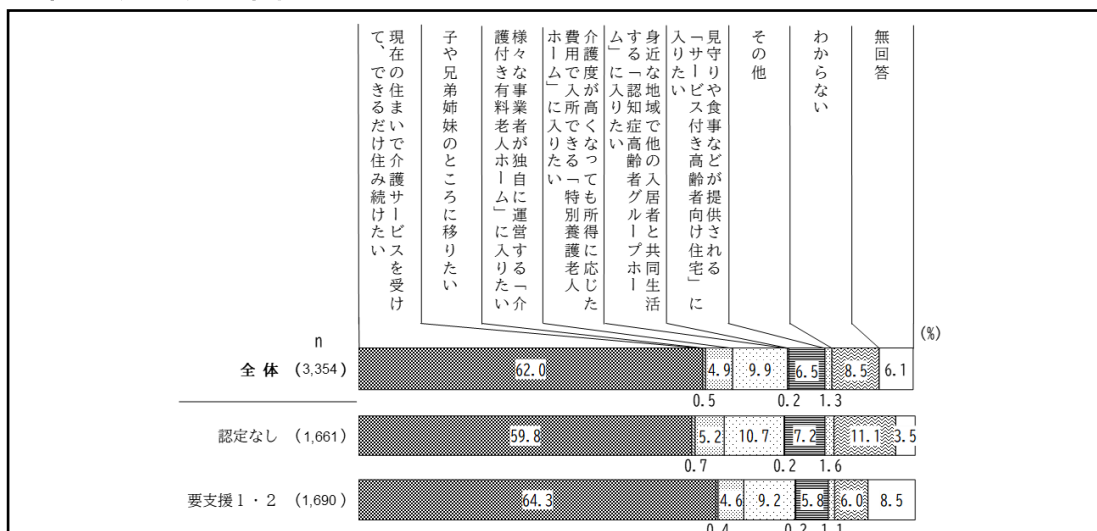 現在の住まいで介護サービスを受け
て、できるだけ住み続けたい
子や兄弟姉妹のところに移りたい
様々な事業者が独自に運営する「介
護付き有料老人ホーム」に入りたい
介護度が高くなっても所得に応じた
費用で入所できる「特別養護老人
ホーム」に入りたい
身近な地域で他の入居者と共同生活
する「認知症高齢者グループホー
ム」に入りたい
見守りや食事などが提供される
「サービス付き高齢者向け住宅」に
入りたい
その他
わからない
無回答
(%)
n
全 体 (3,354) 62.0 4.9 9.9 6.5 8.5 6.1
0.5 0.2 1.3
認定なし (1,661) 59.8 5.2 10.7 7.2 11.1 3.5
0.7 0.2 1.6
要支援1・2 (1,690) 64.3 4.6 9.2 5.8 6.0 8.5
0.4 0.2 1.1